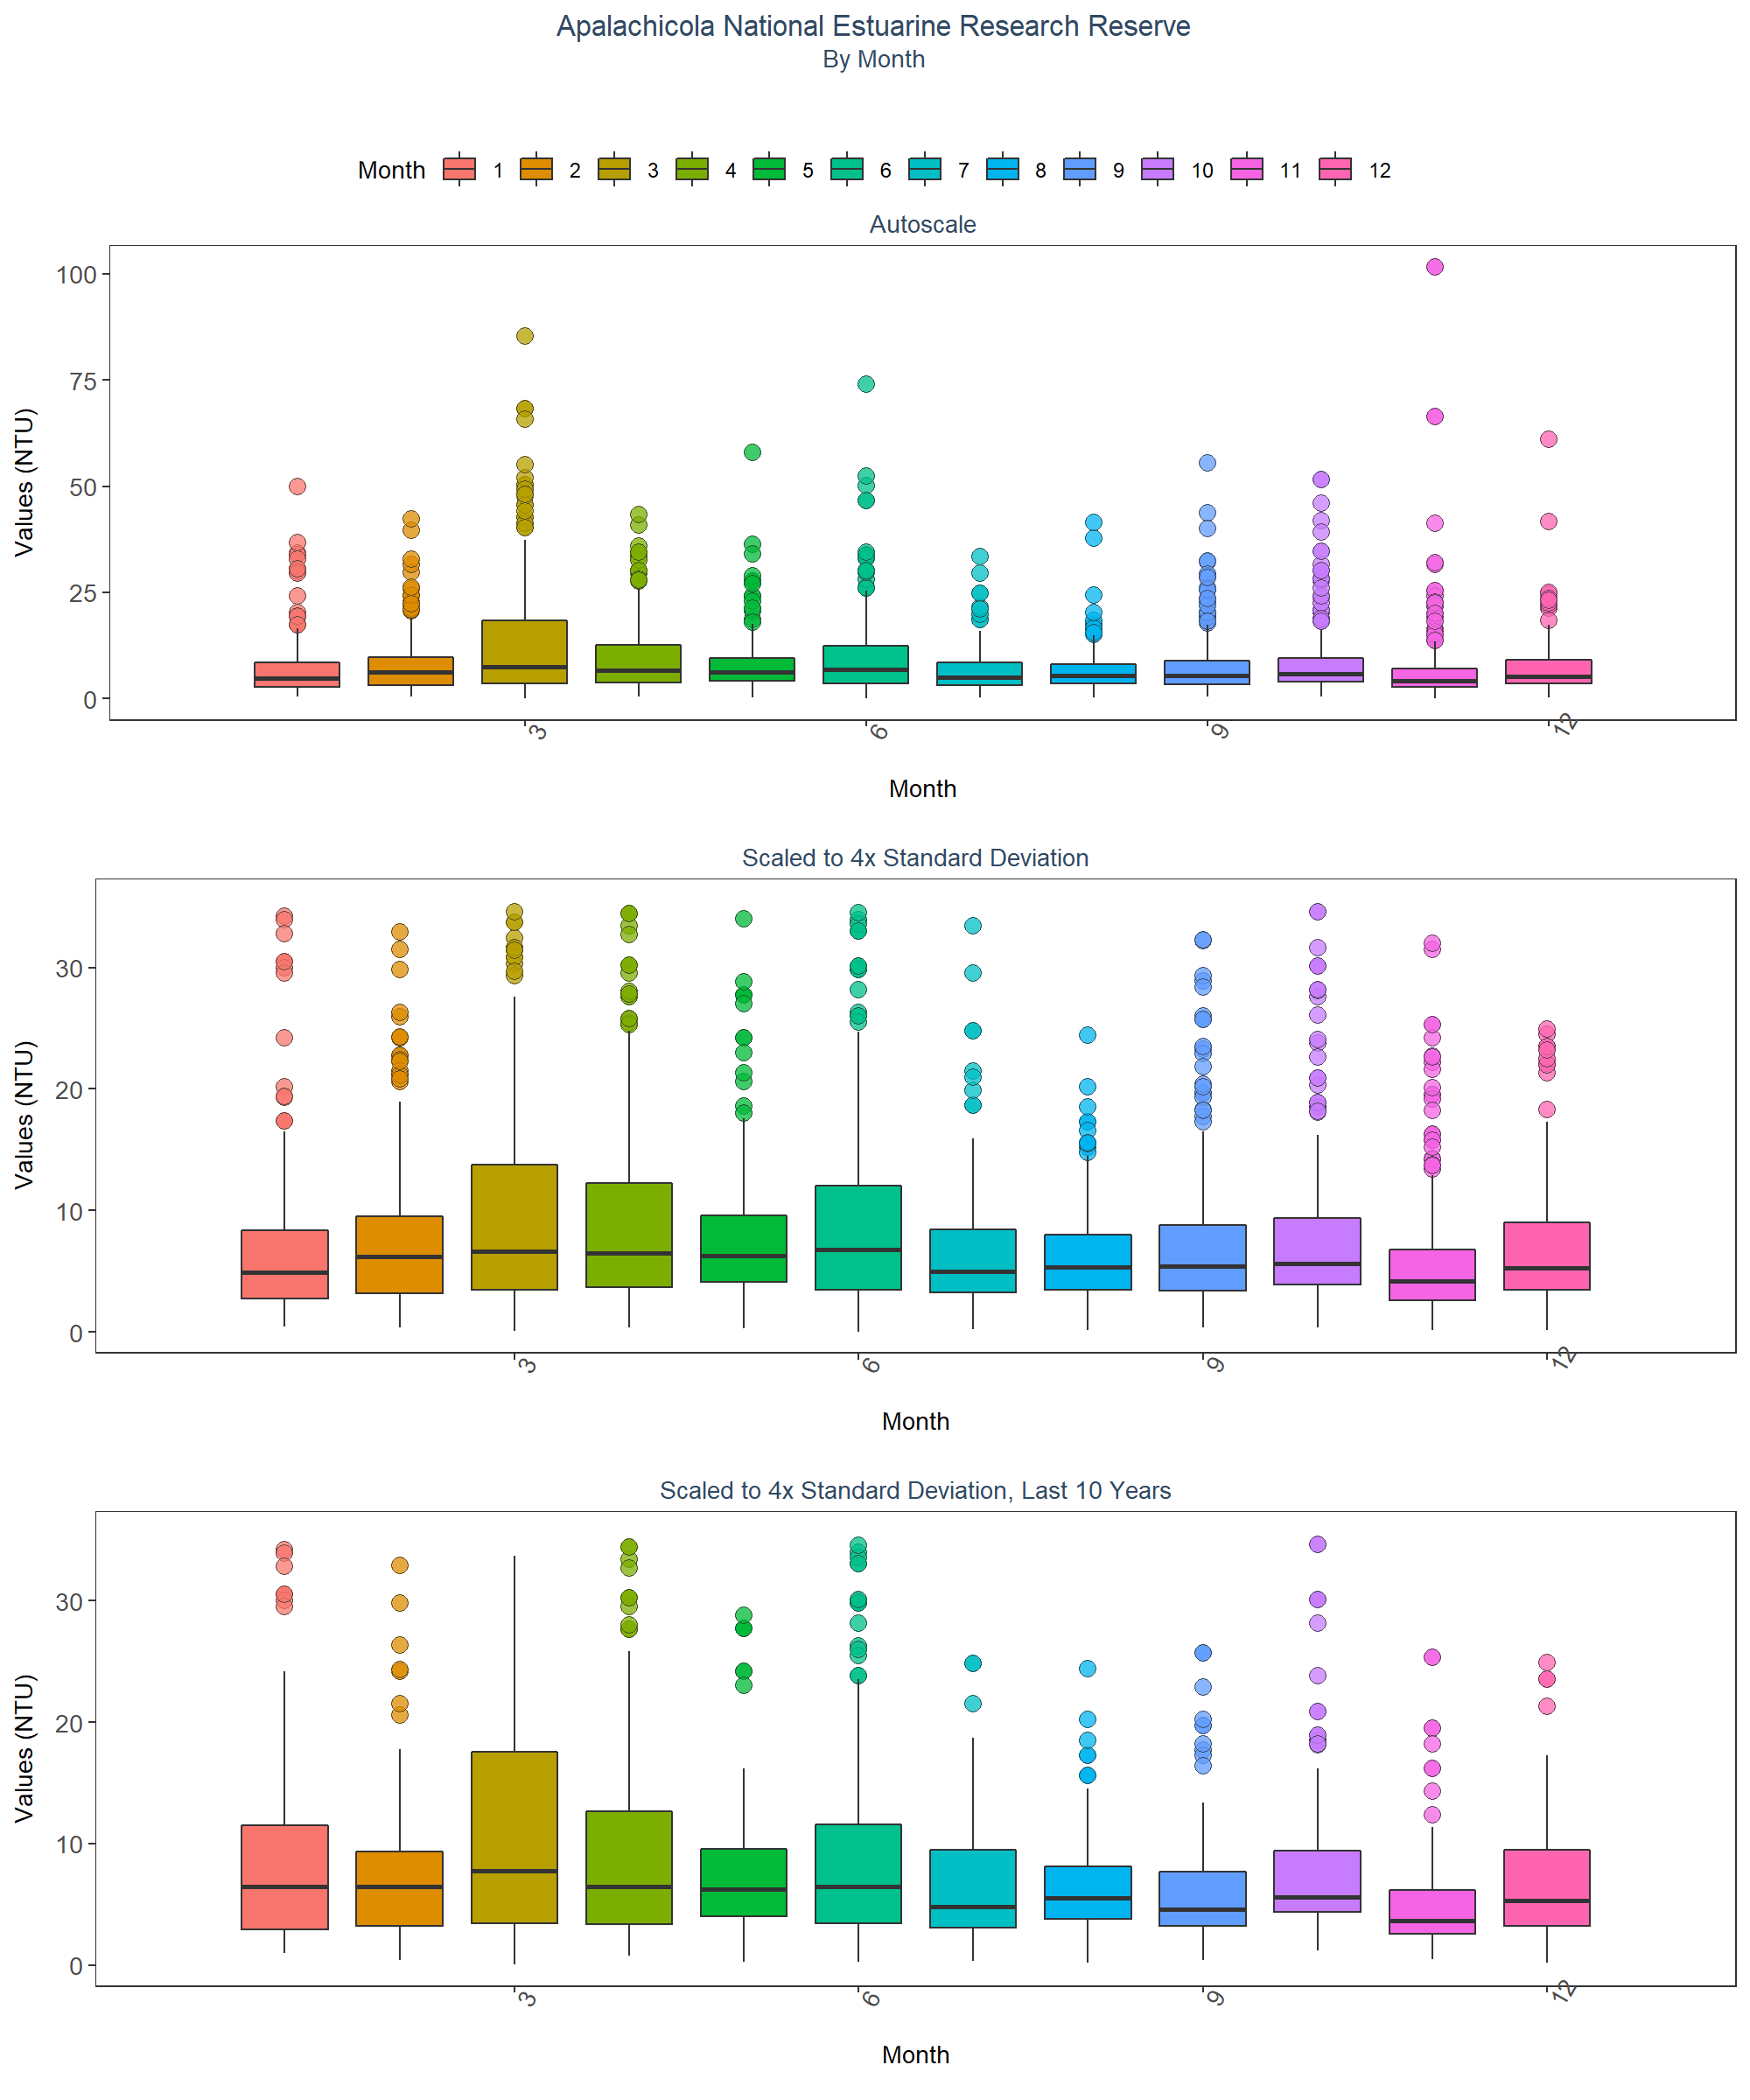 Apalachicola National Estuarine Research Reserve
By Month
Month 1 2 3 4 5 6 7 8 9 10 11 12
Autoscale
Values (NTU)
100
75
50
25
0
3 6 9 12
Month
Scaled to 4x Standard Deviation
Values (NTU)
30
20
10
0
3 6 9 12
Month
Scaled to 4x Standard Deviation, Last 10 Years
Values (NTU)
30
20
10
0
3 6 9 12
Month